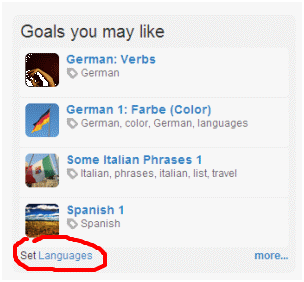 Goals you may like
German: Verbs
German
German 1: Farbe (Color)
German, color, German, languages
Some Italian Phrases 1
Italian, phrases, italian, list, travel
Spanish 1
Spanish
Set Languages more...